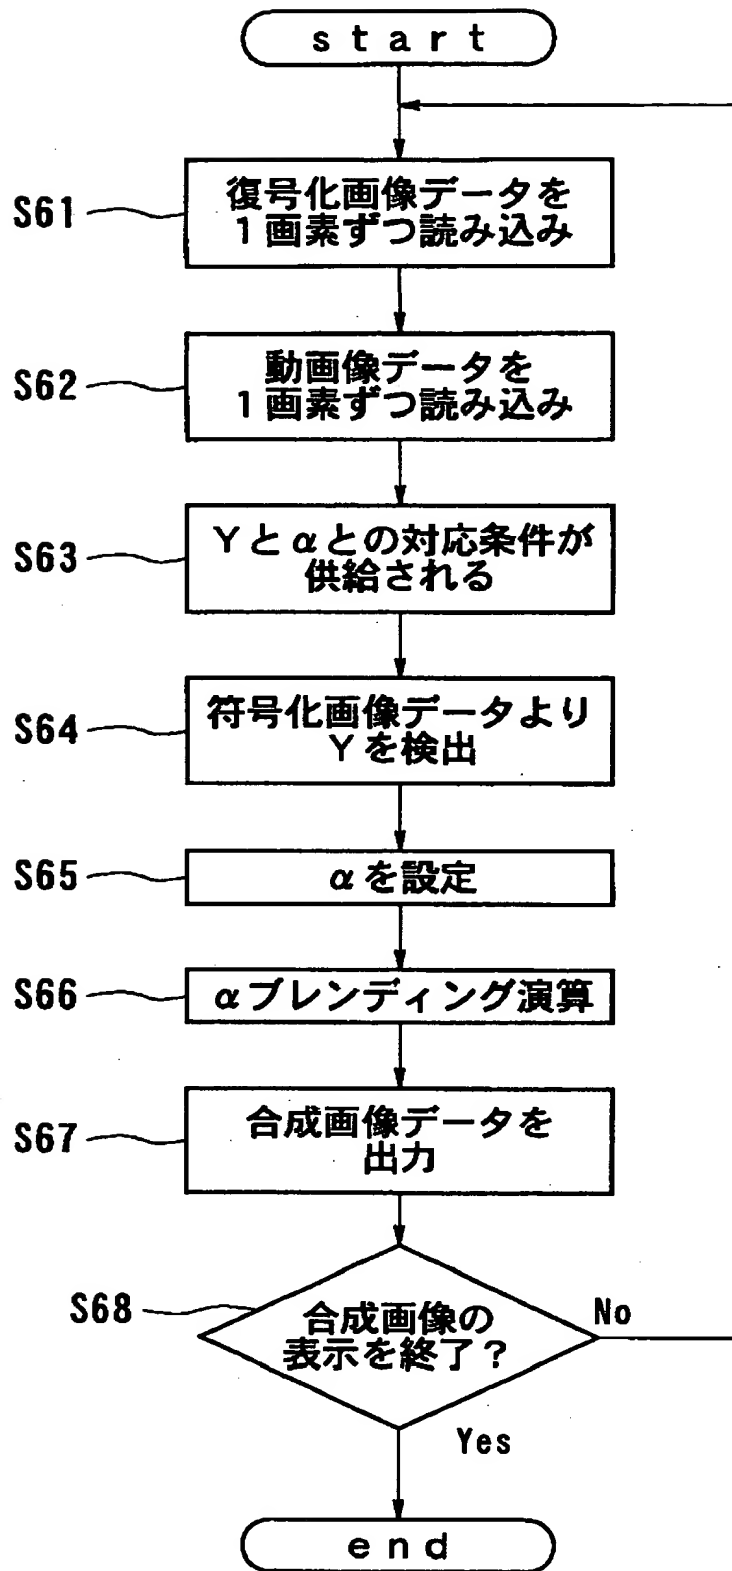 start
S61
復号化画像データを
1画素ずつ読み込み
S62
動画像データを
1画素ずつ読み込み
S63
Yとαとの対応条件が
供給される
S64
符号化画像データより
Yを検出
S65
αを設定
S66
αブレンディング演算
S67
合成画像データを
出力
S68
合成画像の
表示を終了?
No
Yes
end